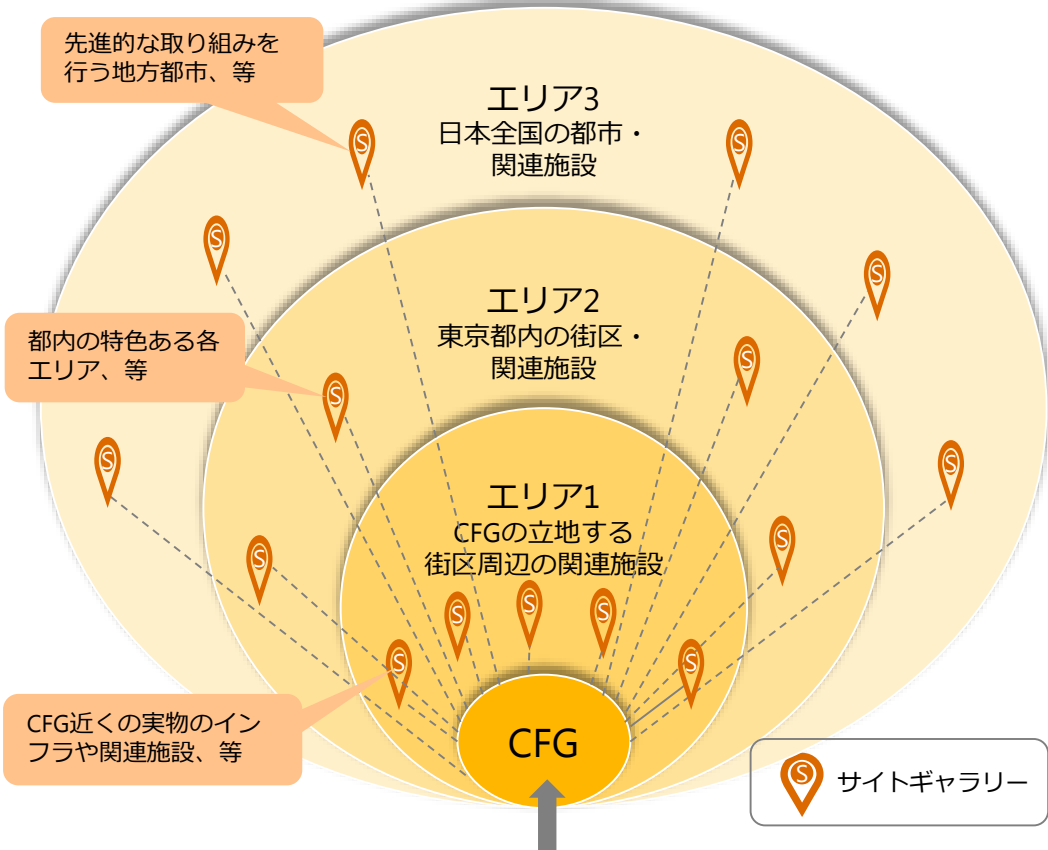 先進的な取り組みを
行う地方都市、等
エリア3
日本全国の都市・
関連施設
S
S
S
S
エリア2
東京都内の街区・
関連施設
都内の特色ある各
エリア、等
S
S
S
S
エリア1
CFGの立地する
街区周辺の関連施設
S
S
S
S
S
S
S
CFG近くの実物のイン
フラや関連施設、等
CFG
S
サイトギャラリー